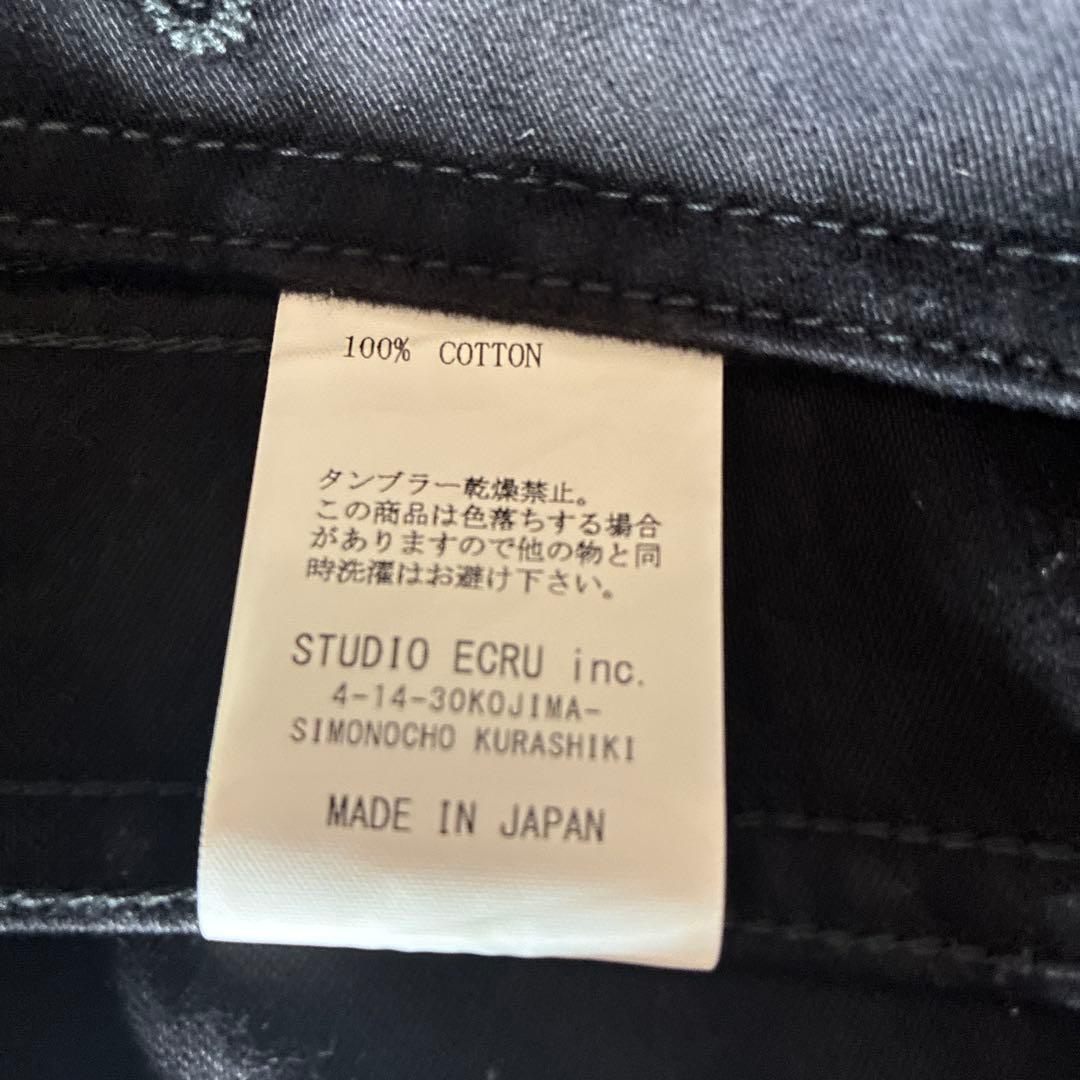 100% COTTON
タンブラー乾燥禁止。
この商品は色落ちする場合
がありますので他の物と同
時洗濯はお避け下さい。
STUDIO ECRU inc.
4-14-30KOJIMA-
SIMONOCHO KURASHIKI
MADE IN JAPAN